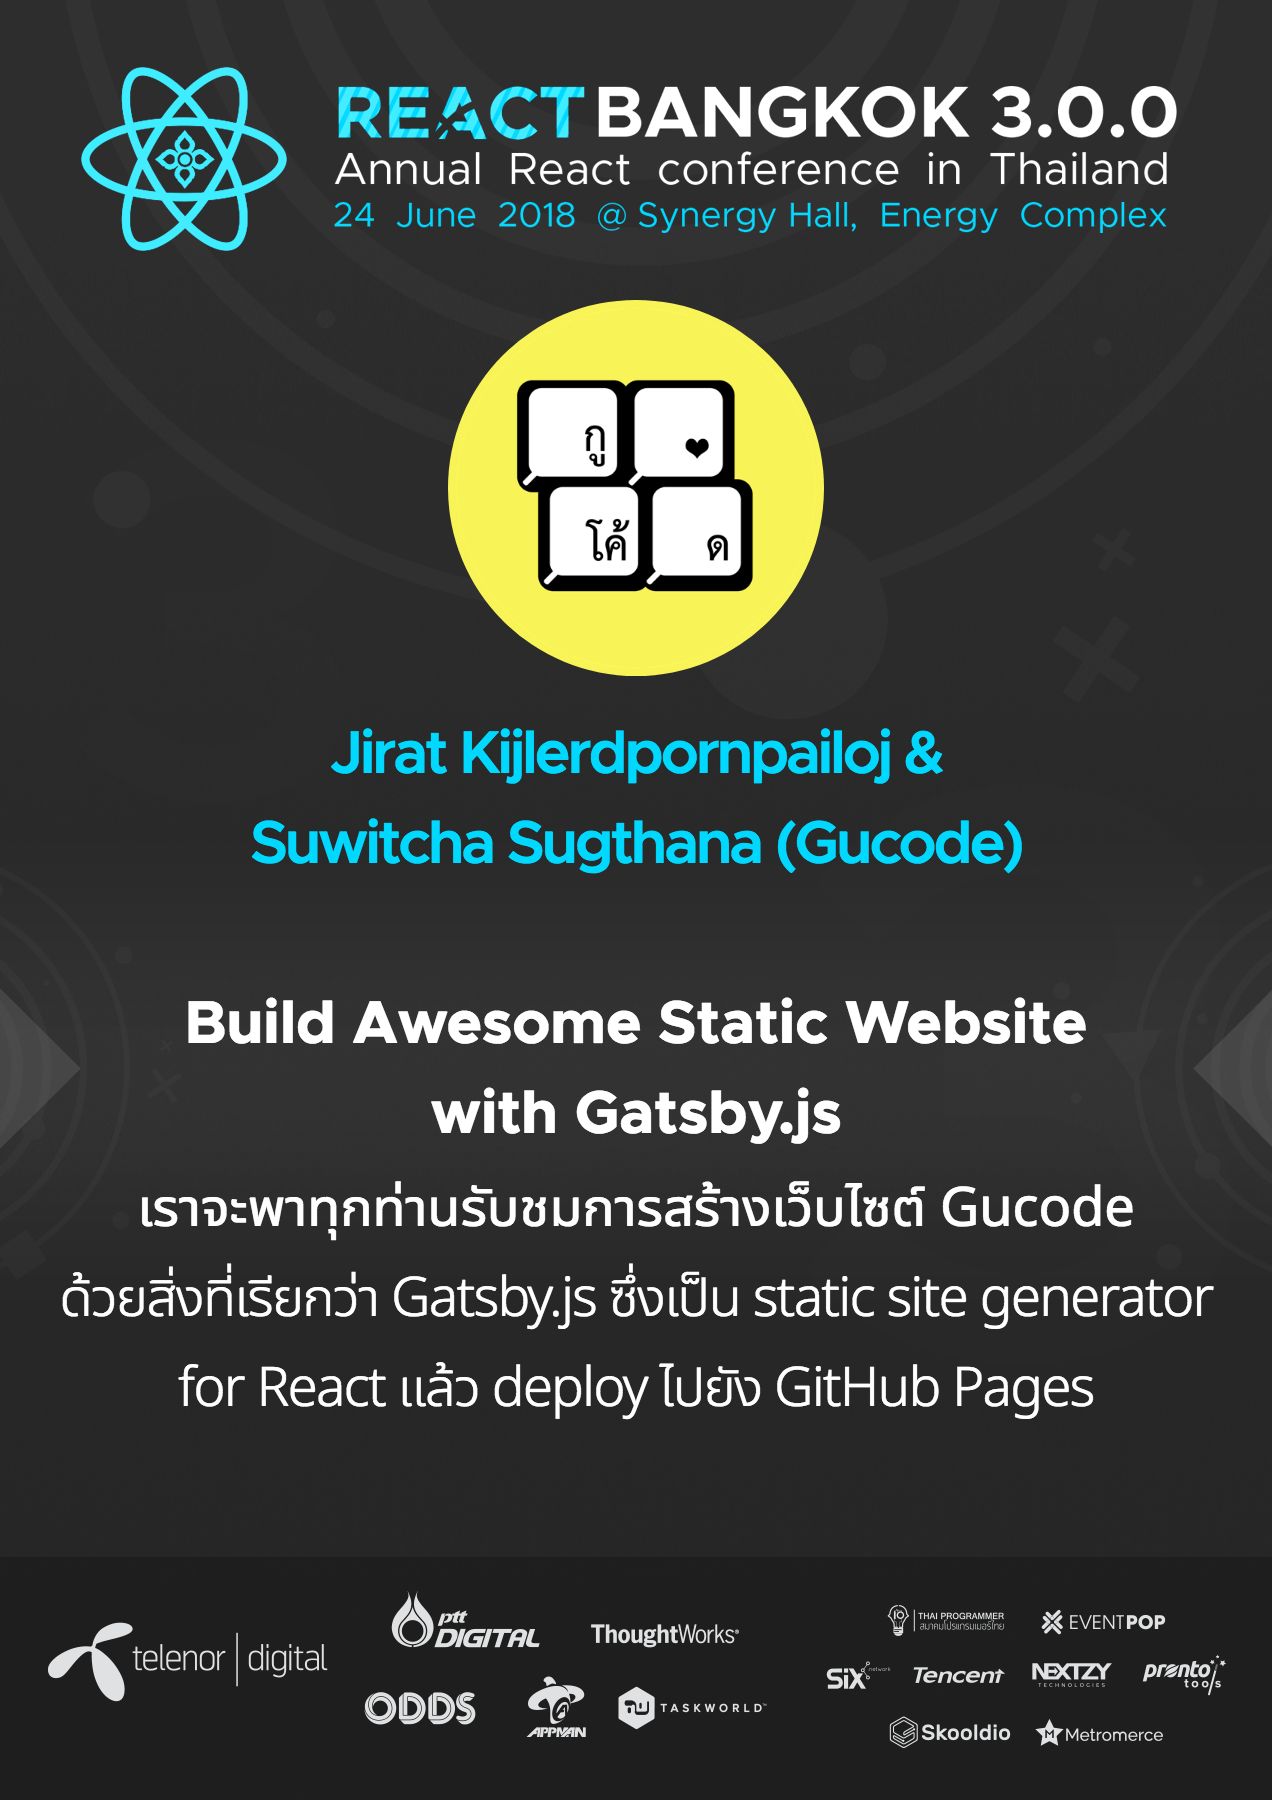 REACT BANGKOK 3.0.0
Annual React conference in Thailand
24 June 2018 @ Synergy Hall, Energy Complex
กู ❤
โค้ด
Jirat Kijlerdpornpailoj &
Suwitcha Sugthana (Gucode)
Build Awesome Static Website
with Gatsby.js
เราจะพาทุกท่านรับชมการสร้างเว็บไซต์ Gucode
ด้วยสิ่งที่เรียกว่า Gatsby.js ซึ่งเป็น static site generator
for React แล้ว deploy ไปยัง GitHub Pages
telenor | digital
ptt
DIGITAL
ThoughtWorks®
ODDS
APPMAN
TASKWORLD™
THAI PROGRAMMER
สมาคมโปรแกรมเมอร์ไทย
EVENTPOP
SIX network
Tencent
NEXTZY
TECHNOLOGIES
pronto
tools
Skooldio
Metromerce